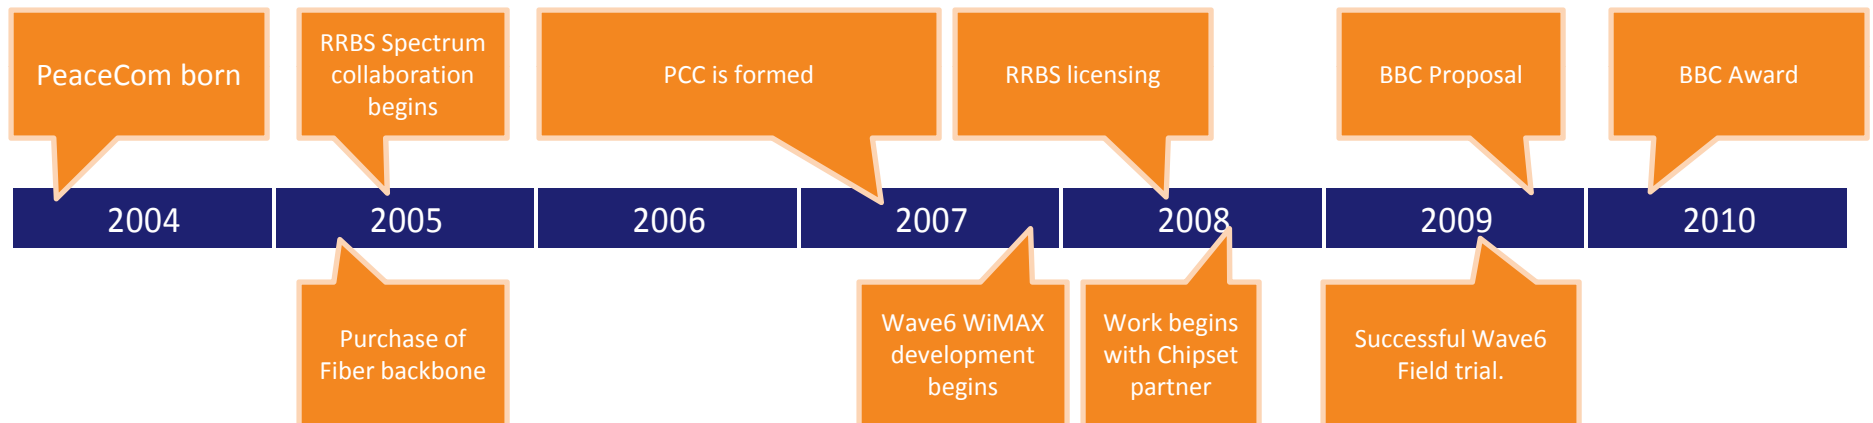 PeaceCom born
RRBS Spectrum
collaboration
begins
PCC is formed
RRBS licensing
BBC Proposal
BBC Award
2004
2005
2006
2007
2008
2009
2010
Purchase of
Fiber backbone
Wave6 WiMAX
development
begins
Work begins
with Chipset
partner
Successful Wave6
Field trial.